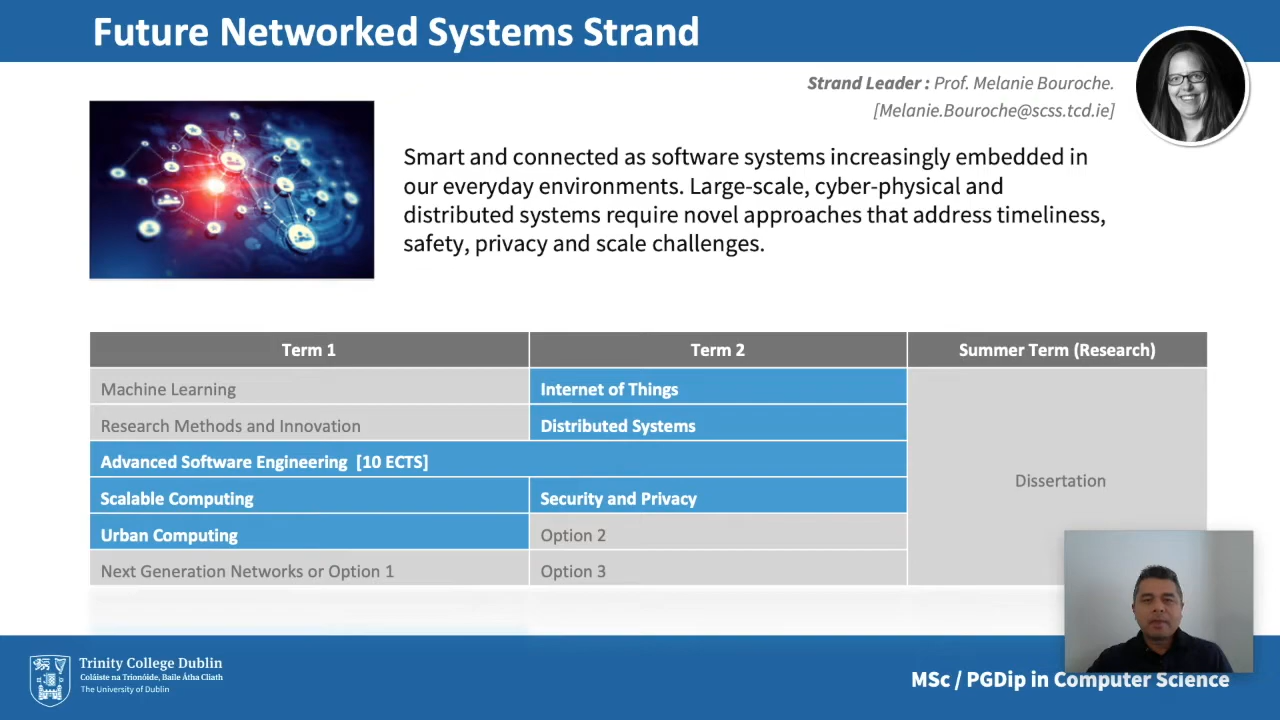 Future Networked Systems Strand
Strand Leader : Prof. Melanie Bouroche.
[Melanie.Bouroche@scss.tcd.ie]
Smart and connected as software systems increasingly embedded in
our everyday environments. Large-scale, cyber-physical and
distributed systems require novel approaches that address timeliness,
safety, privacy and scale challenges.
Term 1
Term 2
Summer Term (Research)
Machine Learning
Internet of Things
Research Methods and Innovation
Distributed Systems
Advanced Software Engineering [10 ECTS]
Dissertation
Scalable Computing
Security and Privacy
Urban Computing
Option 2
Next Generation Networks or Option 1
Option 3
Trinity College Dublin
Coláiste na Tríonóide, Baile Átha Cliath
The University of Dublin
MSc / PGDip in Computer Science